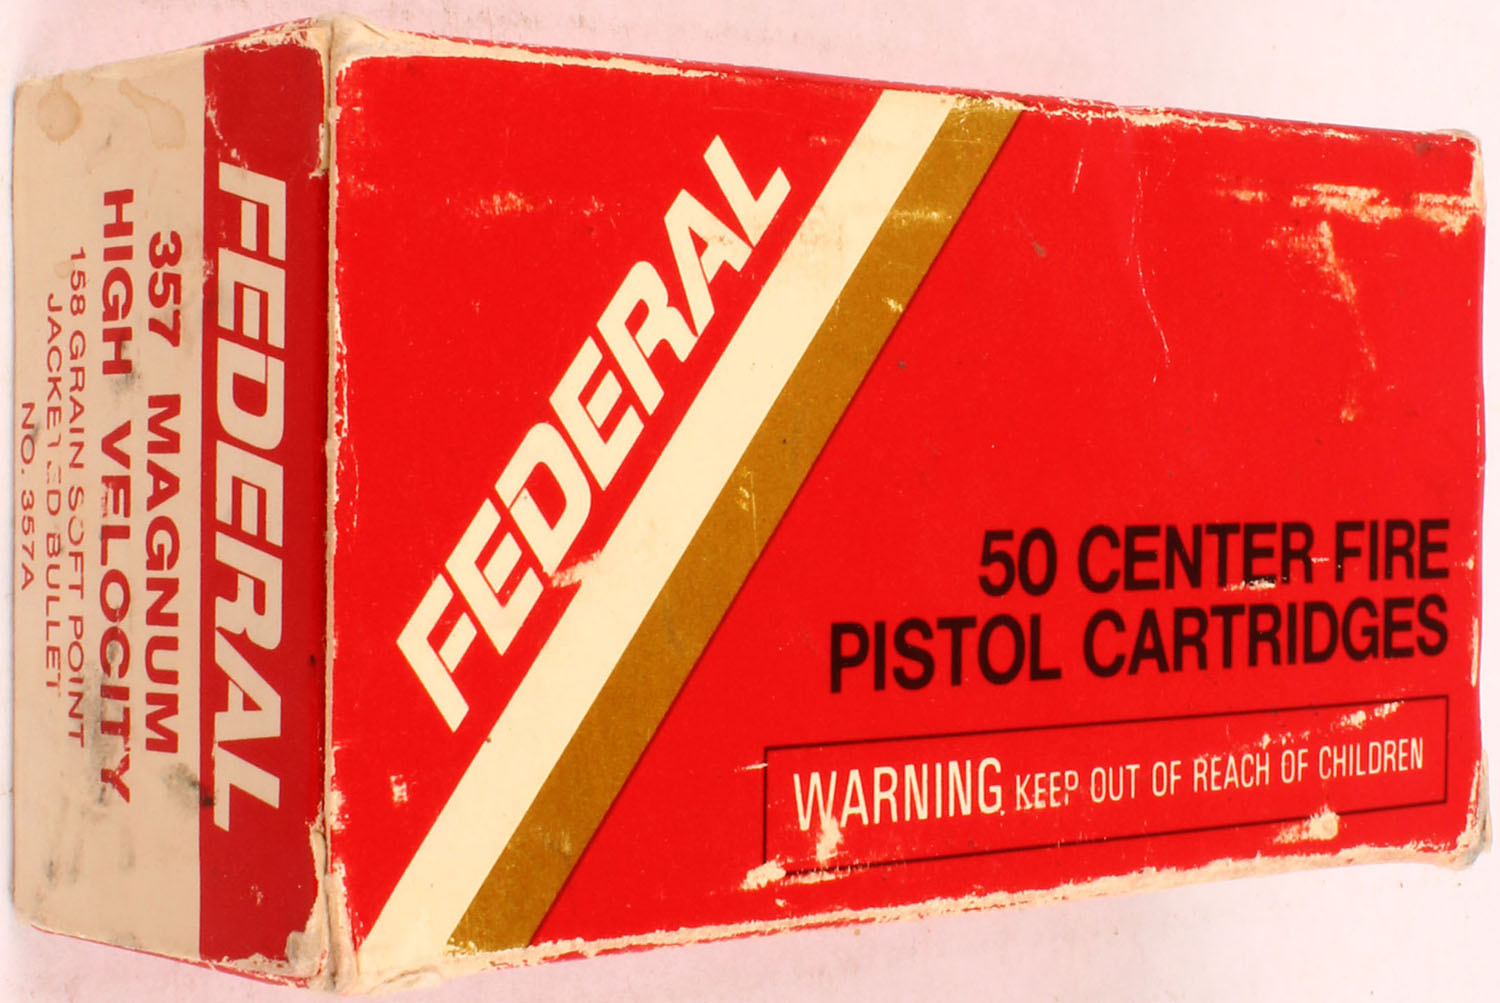 FEDERAL
50 CENTER FIRE
PISTOL CARTRIDGES
WARNING KEEP OUT OF REACH OF CHILDREN
FEDERAL
357 MAGNUM
HIGH VELOCITY
158 GRAIN SOFT POINT
JACKETED BULLET
NO. 357A